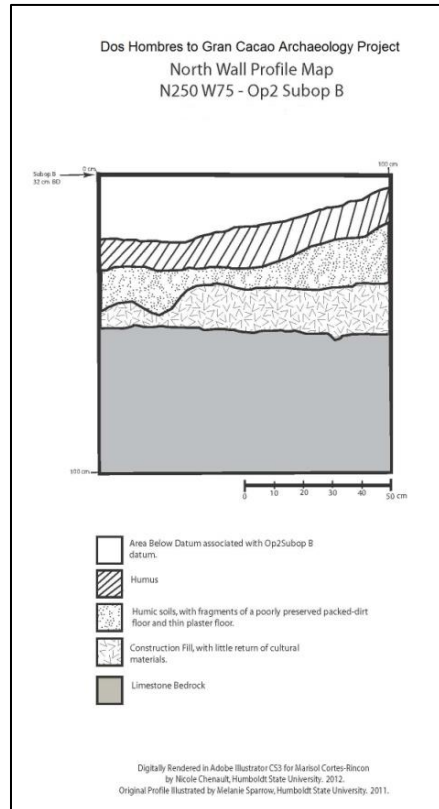 Dos Hombres to Gran Cacao Archaeology Project
North Wall Profile Map
N250 W75 - Op2 Subop B
0 cm
100 cm
Subop B
32 cm BD
100 cm
0 10 20 30 40 50 cm
Area Below Datum associated with Op2Subop B
datum.
Humus
Humic soils, with fragments of a poorly preserved packed-dirt
floor and thin plaster floor.
Construction Fill, with little return of cultural
materials.
Limestone Bedrock
Digitally Rendered in Adobe Illustrator CS3 for Marisol Cortes-Rincon
by Nicole Chenault, Humboldt State University. 2012.
Original Profile Illustrated by Melanie Sparrow, Humboldt State University. 2011.